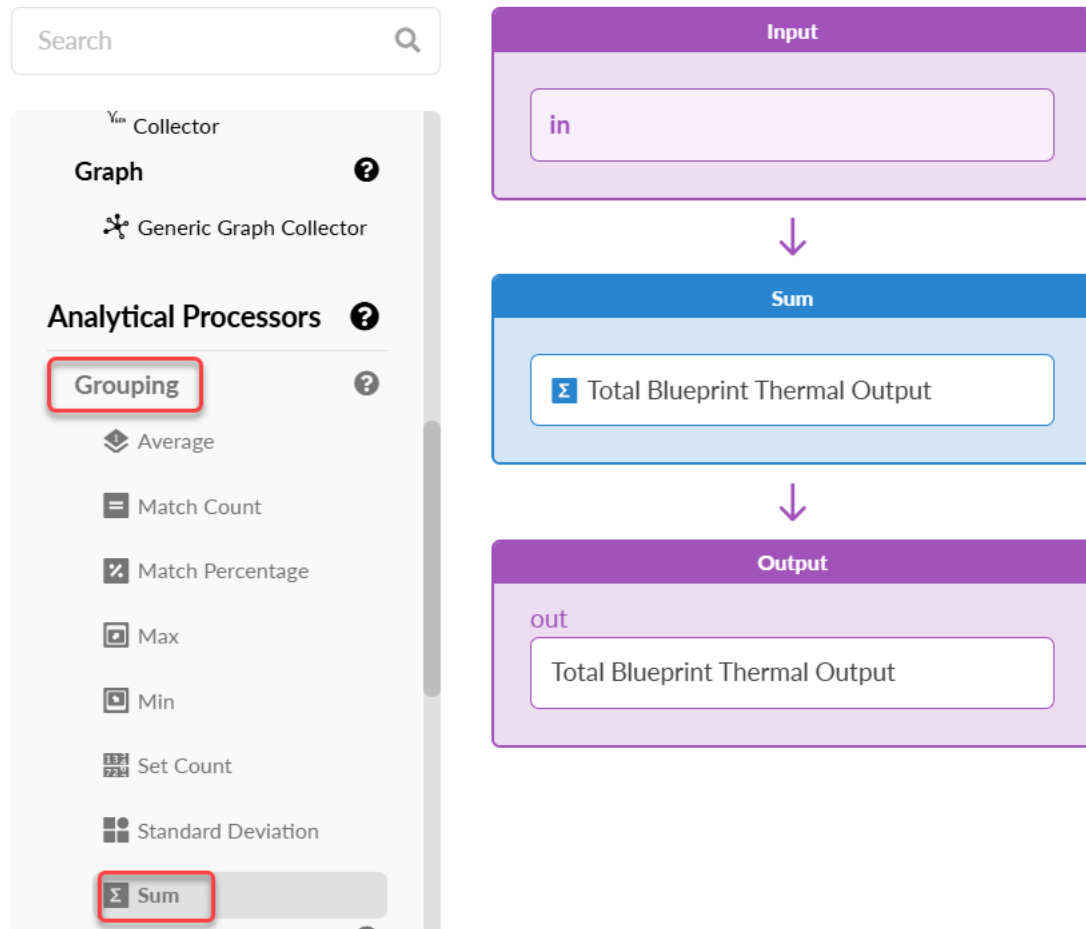 Search
Collector
Graph
Generic Graph Collector
Analytical Processors
Grouping
Average
Match Count
Match Percentage
Max
Min
Set Count
Standard Deviation
Σ Sum
Input
in
Sum
Σ Total Blueprint Thermal Output
Output
out
Total Blueprint Thermal Output